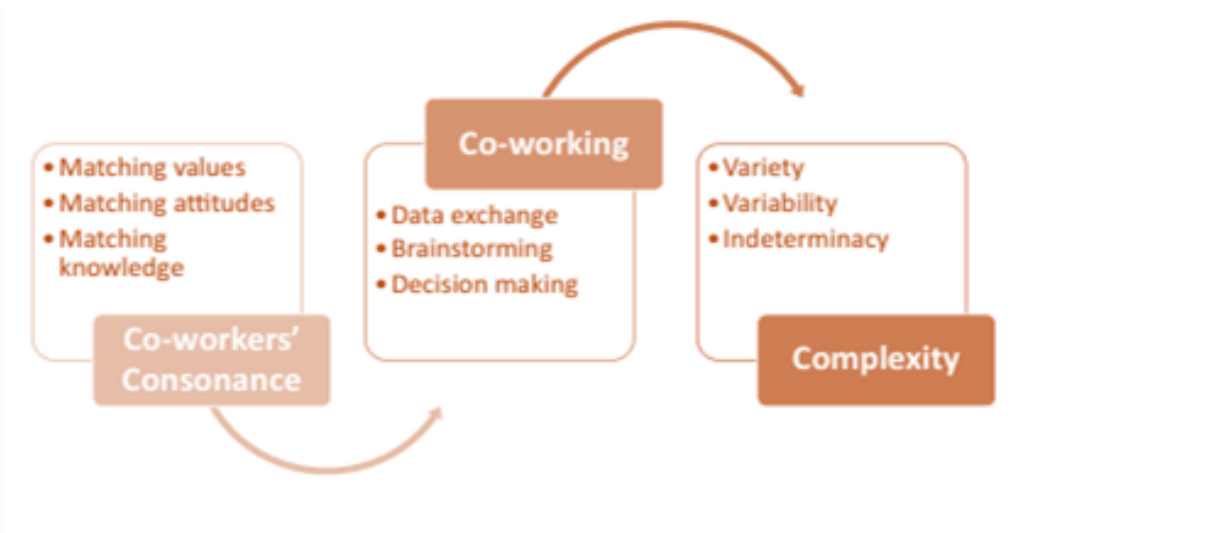 • Matching values
• Matching attitudes
• Matching
knowledge
Co-workers’
Consonance
Co-working
• Data exchange
• Brainstorming
• Decision making
• Variety
• Variability
• Indeterminacy
Complexity